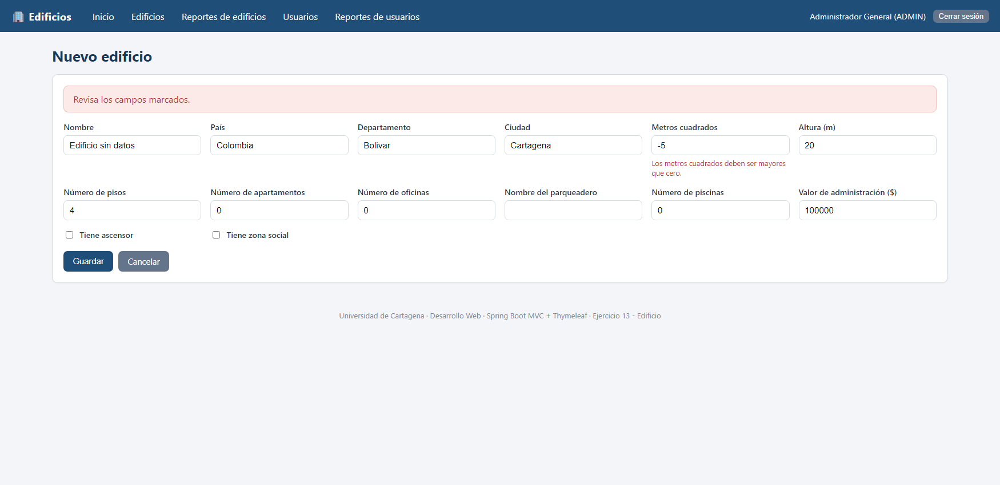 Edificios Inicio Edificios Reportes de edificios Usuarios Reportes de usuarios Administrador General (ADMIN) Cerrar sesión
Nuevo edificio
Revisa los campos marcados.
Nombre País Departamento Ciudad Metros cuadrados Altura (m)
Edificio sin datos Colombia Bolivar Cartagena -5 20
Los metros cuadrados deben ser mayores
que cero.
Número de pisos Número de apartamentos Número de oficinas Nombre del parqueadero Número de piscinas Valor de administración ($)
4 0 0 0 100000
Tiene ascensor Tiene zona social
Guardar Cancelar
Universidad de Cartagena · Desarrollo Web · Spring Boot MVC + Thymeleaf · Ejercicio 13 - Edificio